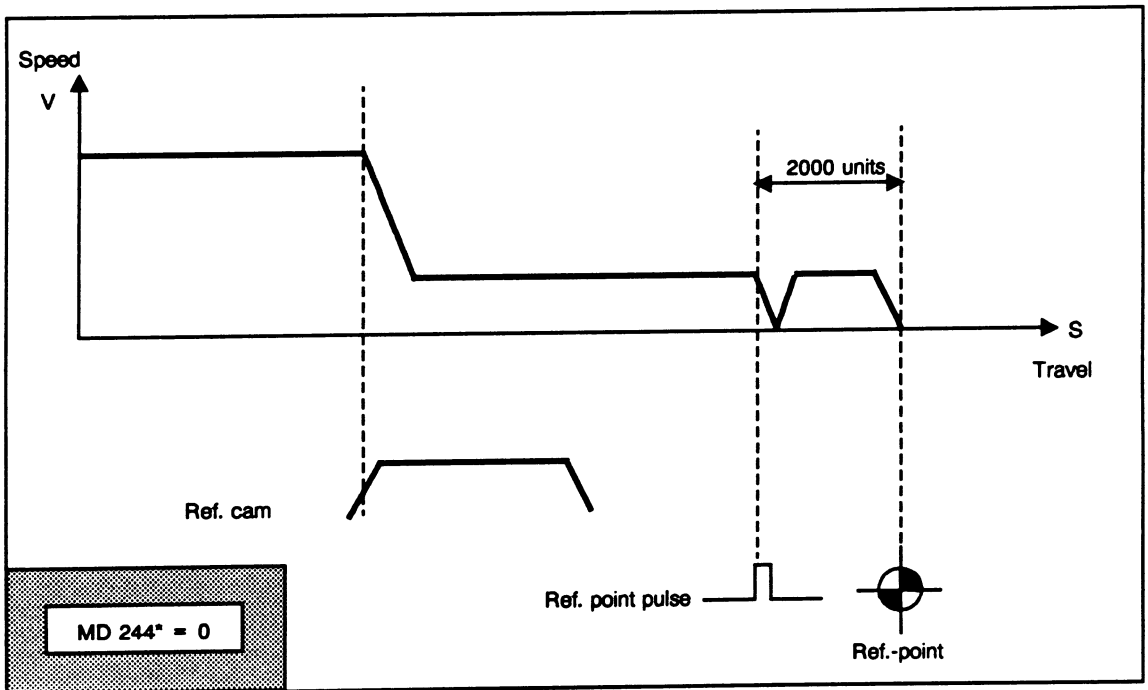 Speed
V
2000 units
S
Travel
Ref. cam
Ref. point pulse
MD 244* = 0
Ref.-point